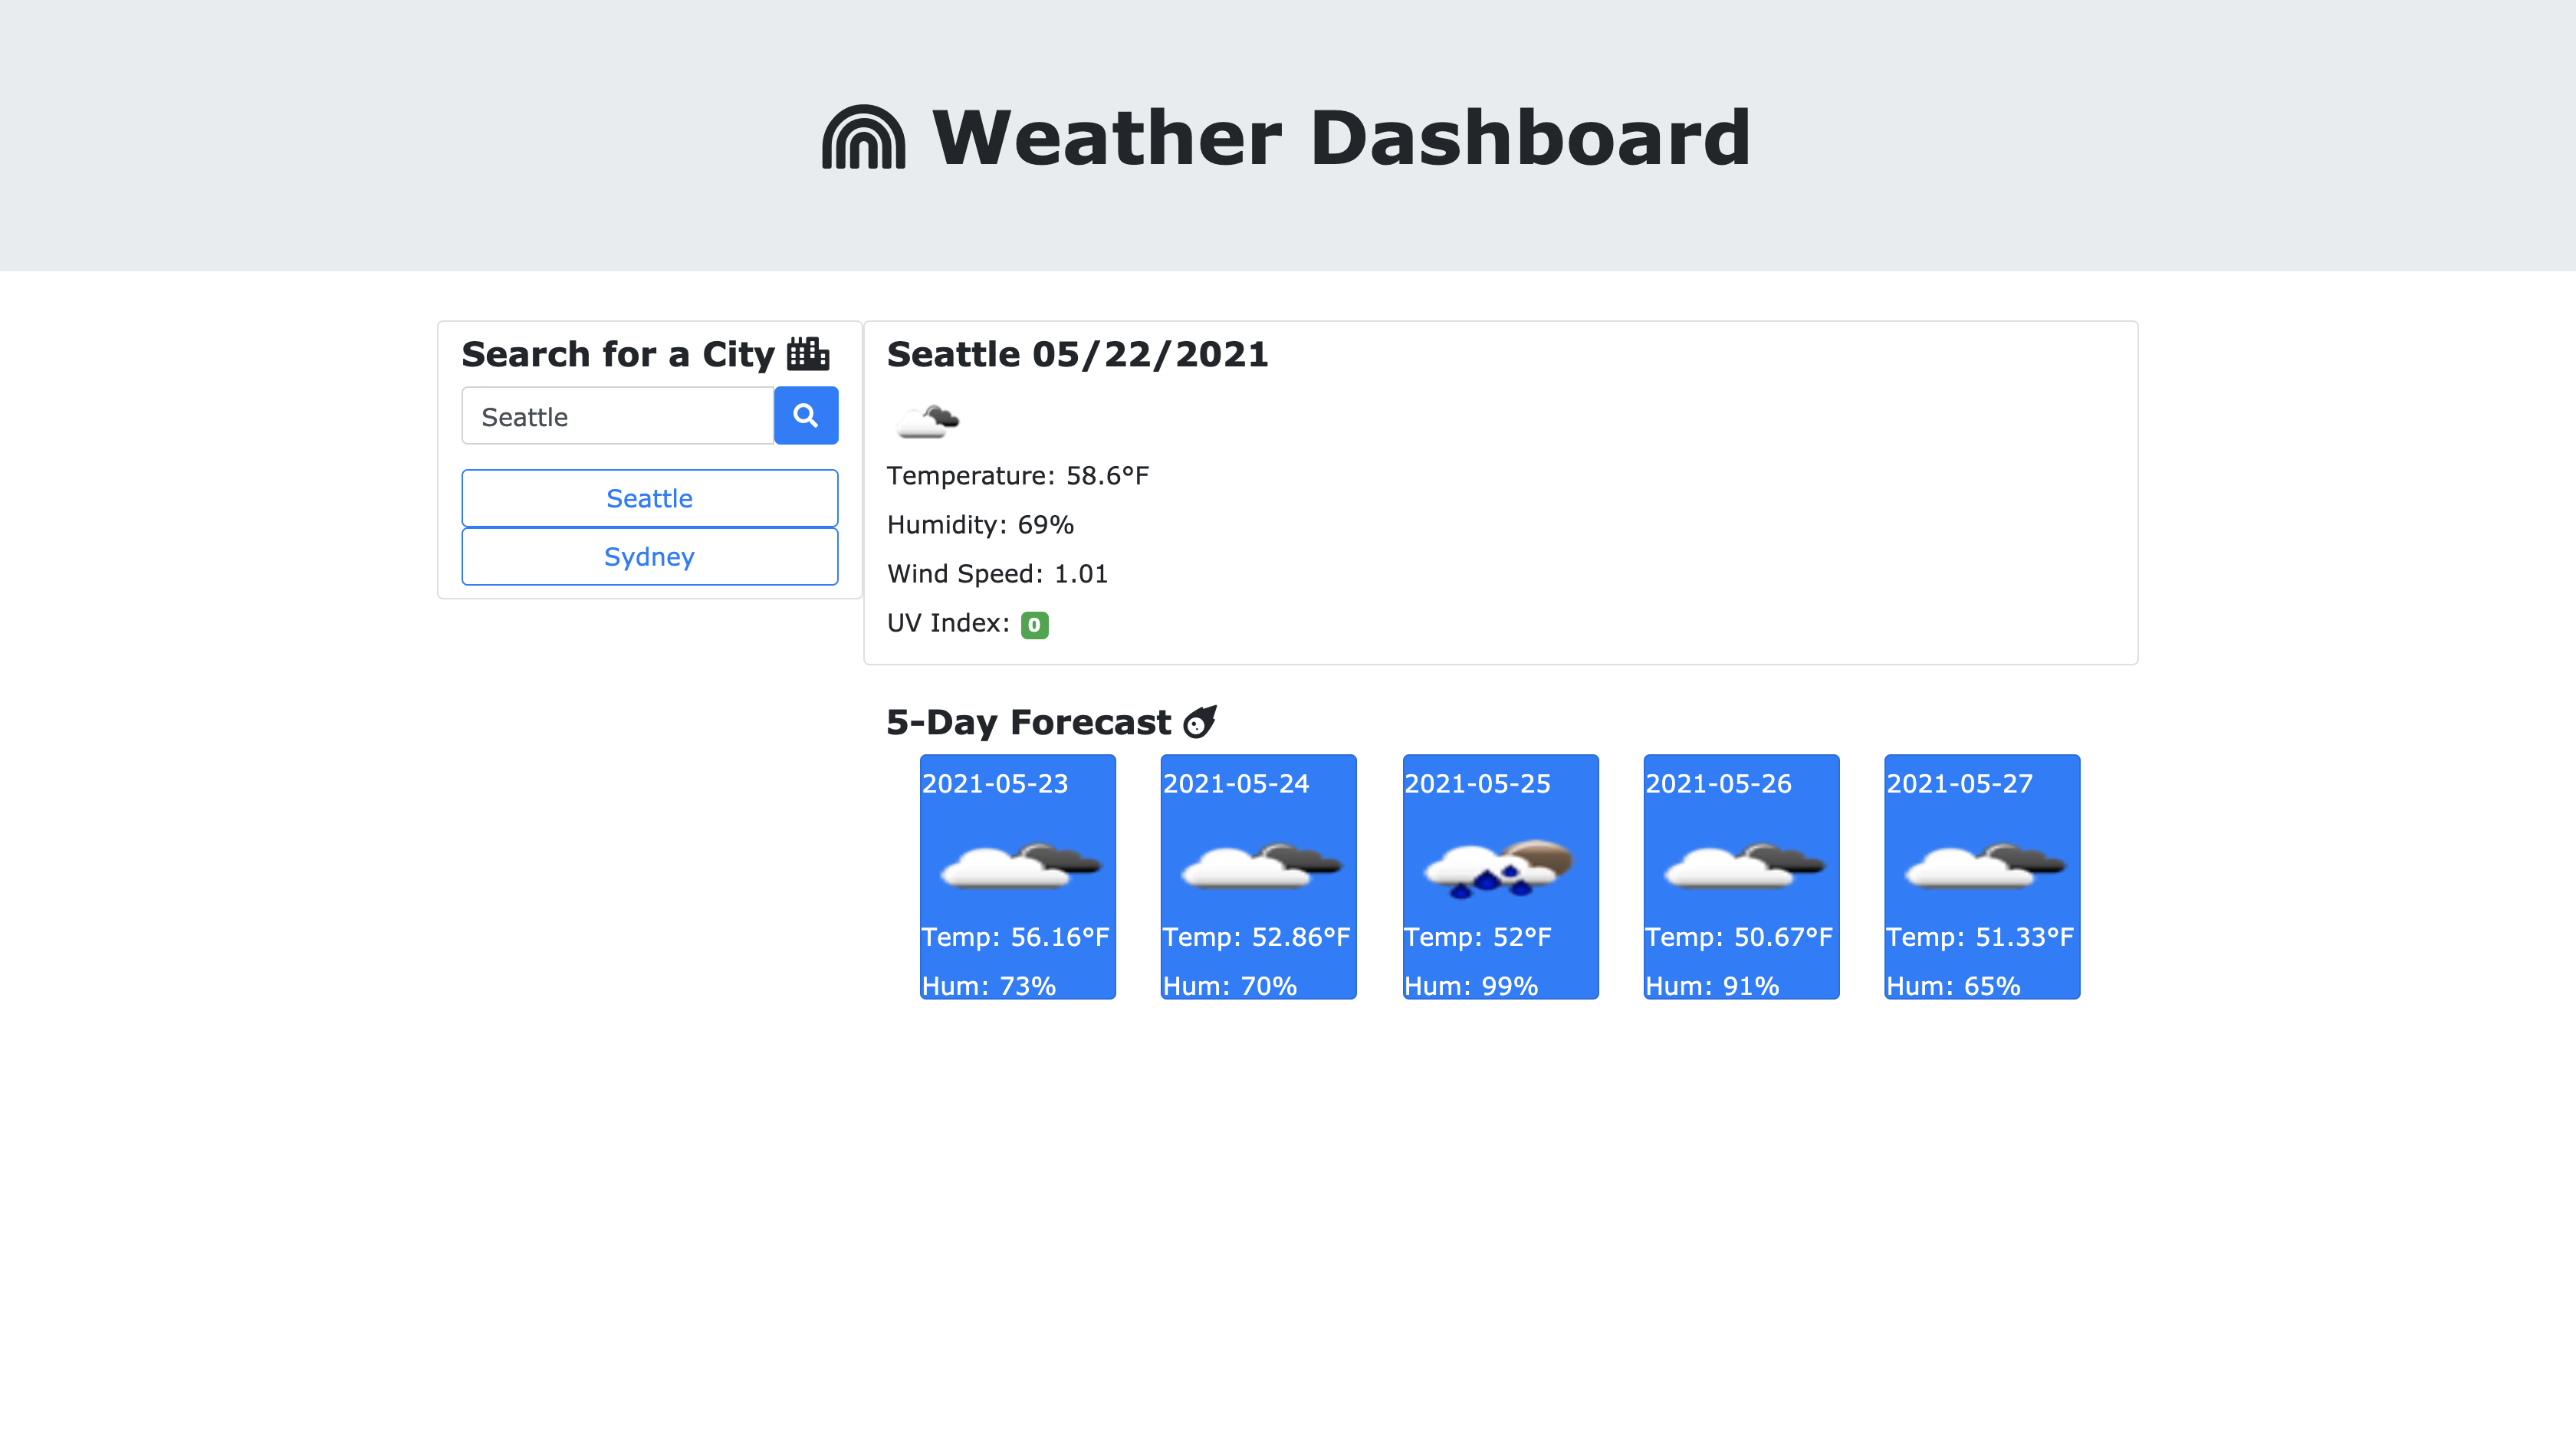 Weather Dashboard
Search for a City
Seattle
Seattle
Sydney
Seattle 05/22/2021
Temperature: 58.6°F
Humidity: 69%
Wind Speed: 1.01
UV Index: 0
5-Day Forecast
2021-05-23
Temp: 56.16°F
Hum: 73%
2021-05-24
Temp: 52.86°F
Hum: 70%
2021-05-25
Temp: 52°F
Hum: 99%
2021-05-26
Temp: 50.67°F
Hum: 91%
2021-05-27
Temp: 51.33°F
Hum: 65%